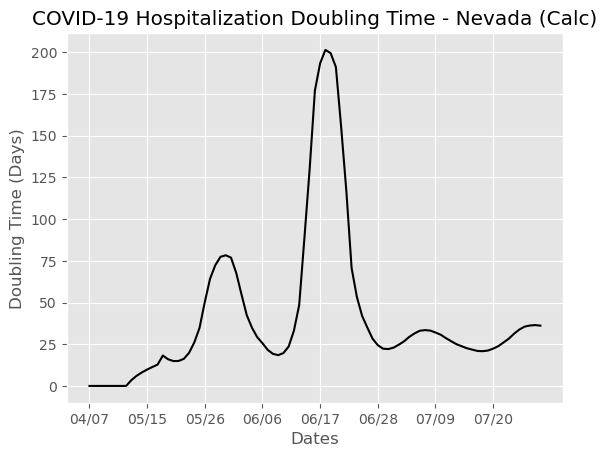 COVID-19 Hospitalization Doubling Time - Nevada (Calc)
200
175
150
125
100
75
50
25
0
Doubling Time (Days)
04/07 05/15 05/26 06/06 06/17 06/28 07/09 07/20
Dates